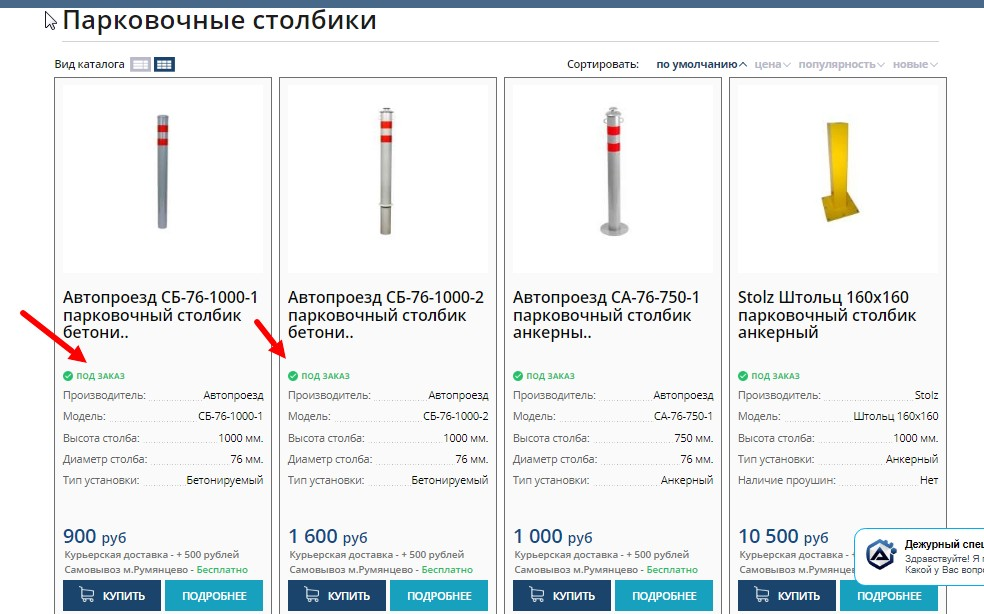 Парковочные столбики
Вид каталога
Сортировать: по умолчанию цена популярность новые
Автопроезд СБ-76-1000-1
парковочный столбик
бетони..
ПОД ЗАКАЗ
Производитель: Автопроезд
Модель: СБ-76-1000-1
Высота столба: 1000 мм.
Диаметр столба: 76 мм.
Тип установки: Бетонируемый
900 руб
Курьерская доставка - + 500 рублей
Самовывоз м.Румянцево - Бесплатно
КУПИТЬ
ПОДРОБНЕЕ
Автопроезд СБ-76-1000-2
парковочный столбик
бетони..
ПОД ЗАКАЗ
Производитель: Автопроезд
Модель: СБ-76-1000-2
Высота столба: 1000 мм.
Диаметр столба: 76 мм.
Тип установки: Бетонируемый
1 600 руб
Курьерская доставка - + 500 рублей
Самовывоз м.Румянцево - Бесплатно
КУПИТЬ
ПОДРОБНЕЕ
Автопроезд СА-76-750-1
парковочный столбик
анкерны..
ПОД ЗАКАЗ
Производитель: Автопроезд
Модель: СА-76-750-1
Высота столба: 750 мм.
Диаметр столба: 76 мм.
Тип установки: Анкерный
1 000 руб
Курьерская доставка - + 500 рублей
Самовывоз м.Румянцево - Бесплатно
КУПИТЬ
ПОДРОБНЕЕ
Stolz Штольц 160x160
парковочный столбик
анкерный
ПОД ЗАКАЗ
Производитель: Stolz
Модель: Штольц 160x160
Высота столба: 1000 мм.
Тип установки: Анкерный
Наличие проушин: Нет
10 500 руб
Курьерская доставка - +
Самовывоз м.Румянцево -
КУПИТЬ
ПОДРОБНЕЕ
Дежурный спец
Здравствуйте! Я
Какой у Вас вопр